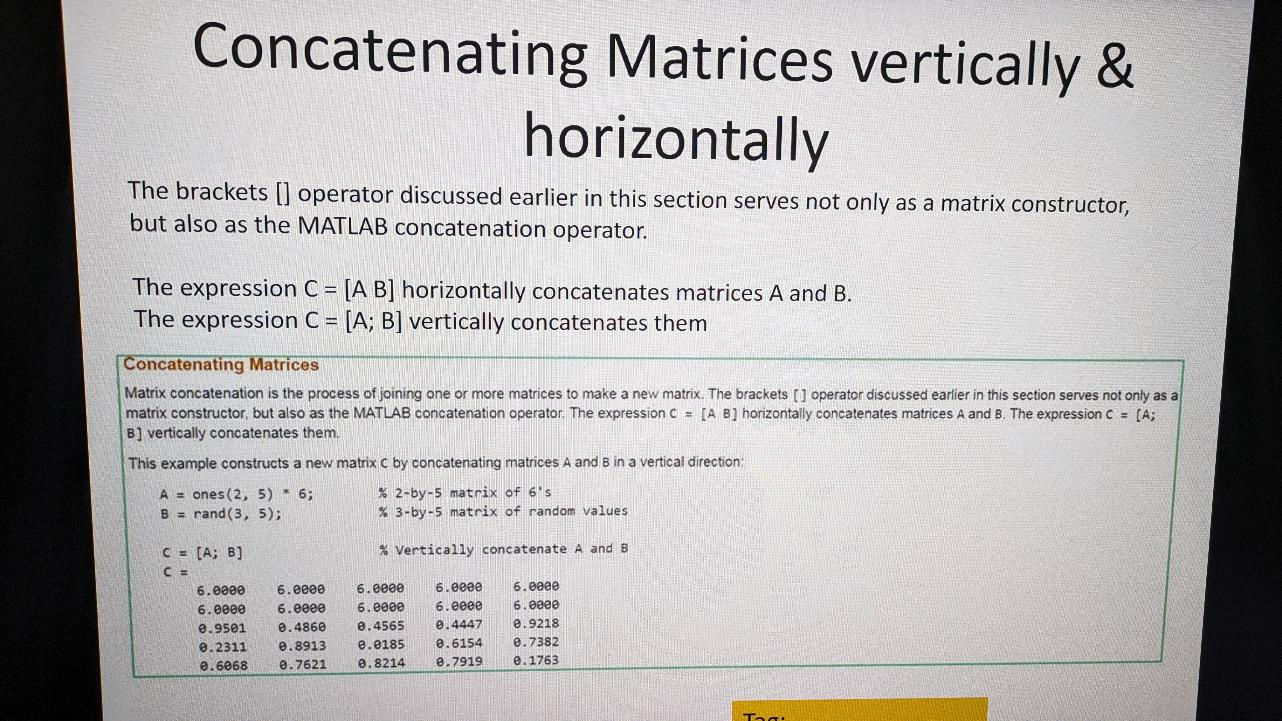 Concatenating Matrices vertically &
horizontally
The brackets [] operator discussed earlier in this section serves not only as a matrix constructor,
but also as the MATLAB concatenation operator.
The expression C = [A B] horizontally concatenates matrices A and B.
The expression C = [A; B] vertically concatenates them
Concatenating Matrices
Matrix concatenation is the process of joining one or more matrices to make a new matrix. The brackets [] operator discussed earlier in this section serves not only as a
matrix constructor, but also as the MATLAB concatenation operator. The expression C = [A B] horizontally concatenates matrices A and B. The expression C = [A;
B] vertically concatenates them.
This example constructs a new matrix C by concatenating matrices A and B in a vertical direction:
A = ones(2, 5) * 6; % 2-by-5 matrix of 6's
B = rand(3, 5); % 3-by-5 matrix of random values
C = [A; B] % Vertically concatenate A and B
C =
6.0000 6.0000 6.0000 6.0000 6.0000
6.0000 6.0000 6.0000 6.0000 6.0000
0.9501 0.4860 0.4565 0.4447 0.9218
0.2311 0.8913 0.0185 0.6154 0.7382
0.6068 0.7621 0.8214 0.7919 0.1763
Tag: